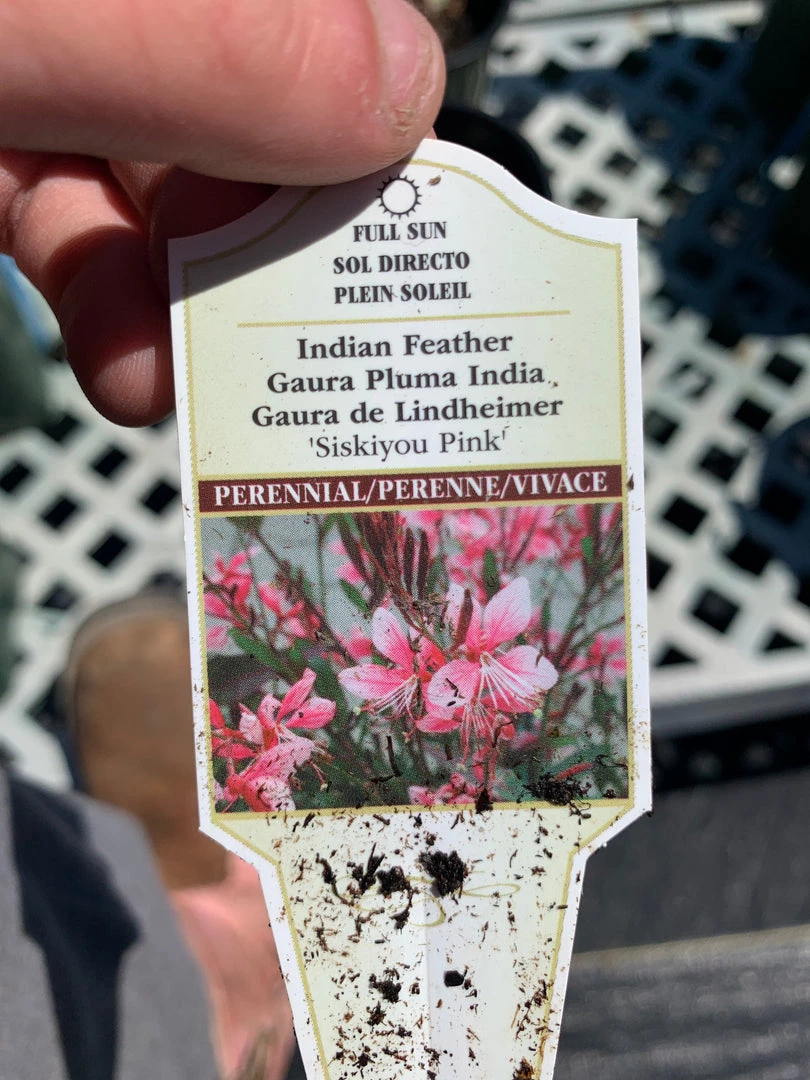 FULL SUN
SOL DIRECTO
PLEIN SOLEIL
Indian Feather
Gaura Pluma India
Gaura de Lindheimer
'Siskiyou Pink'
PERENNIAL/PERENNE/VIVACE